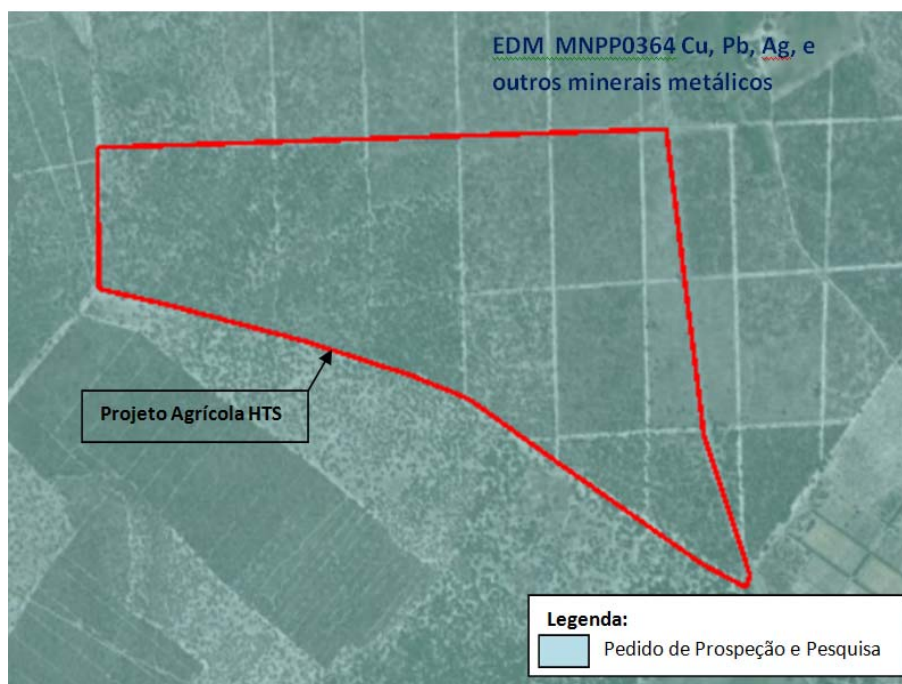 EDM MNPP0364 Cu, Pb, Ag, e
outros minerais metálicos
Projeto Agrícola HTS
Legenda:
Pedido de Prospeção e Pesquisa